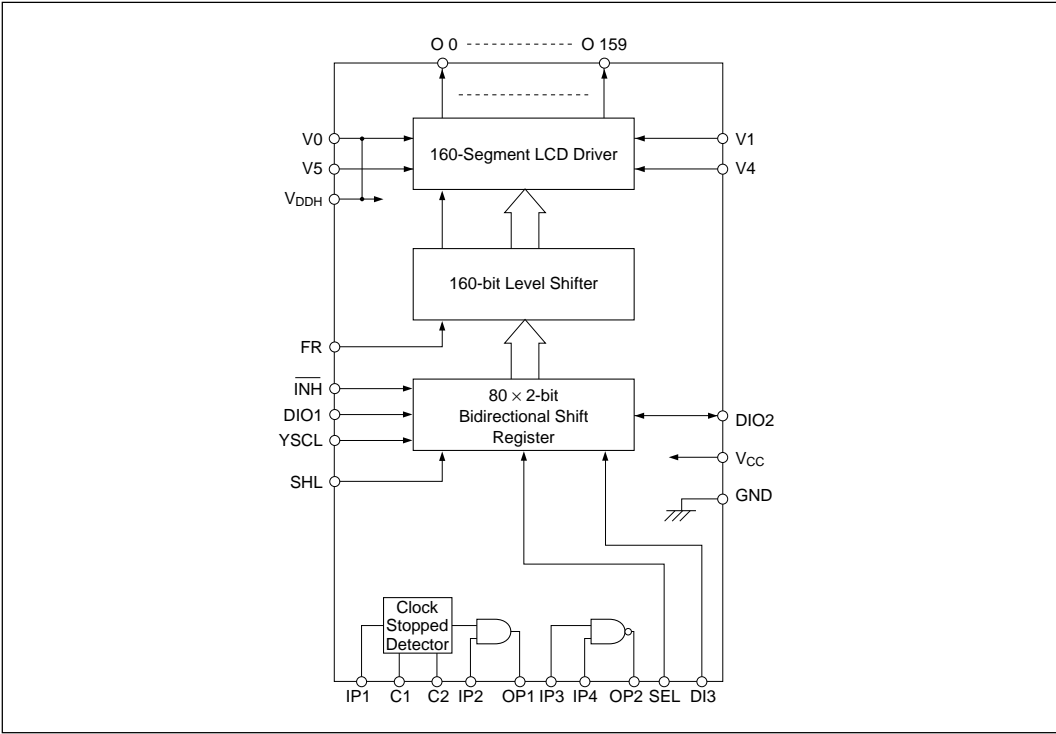 O 0 O 159
V0
V5
VDDH
160-Segment LCD Driver
V1
V4
160-bit Level Shifter
FR
INH
DIO1
YSCL
SHL
80 × 2-bit
Bidirectional Shift
Register
DIO2
VCC
GND
Clock
Stopped
Detector
IP1 C1 C2 IP2 OP1 IP3 IP4 OP2 SEL DI3